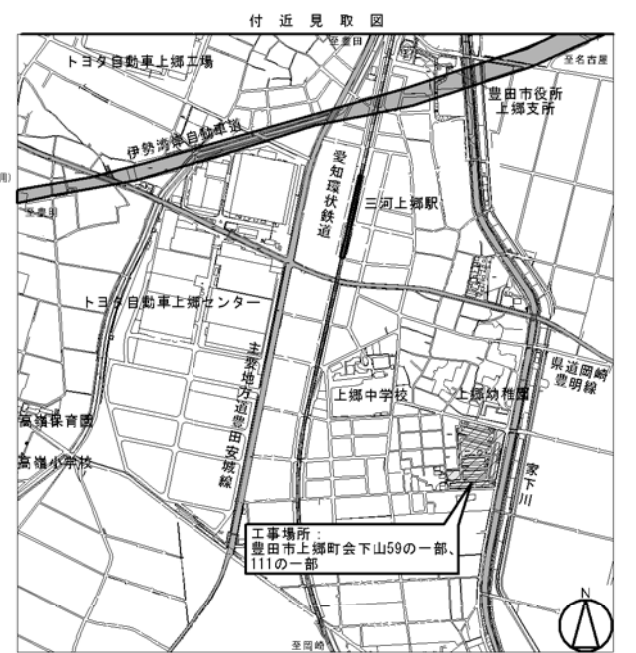 付近見取図
至豊田
トヨタ自動車上郷工場
至名古屋
豊田市役所
上郷支所
伊勢湾岸自動車道
愛知環状鉄道
三河上郷駅
至豊明
トヨタ自動車上郷センター
主要地方道豊田安城線
県道岡崎
豊明線
上郷中学校
上郷幼稚園
高嶺保育園
高嶺小学校
家下川
工事場所：
豊田市上郷町会下山59の一部、
111の一部
至岡崎
N